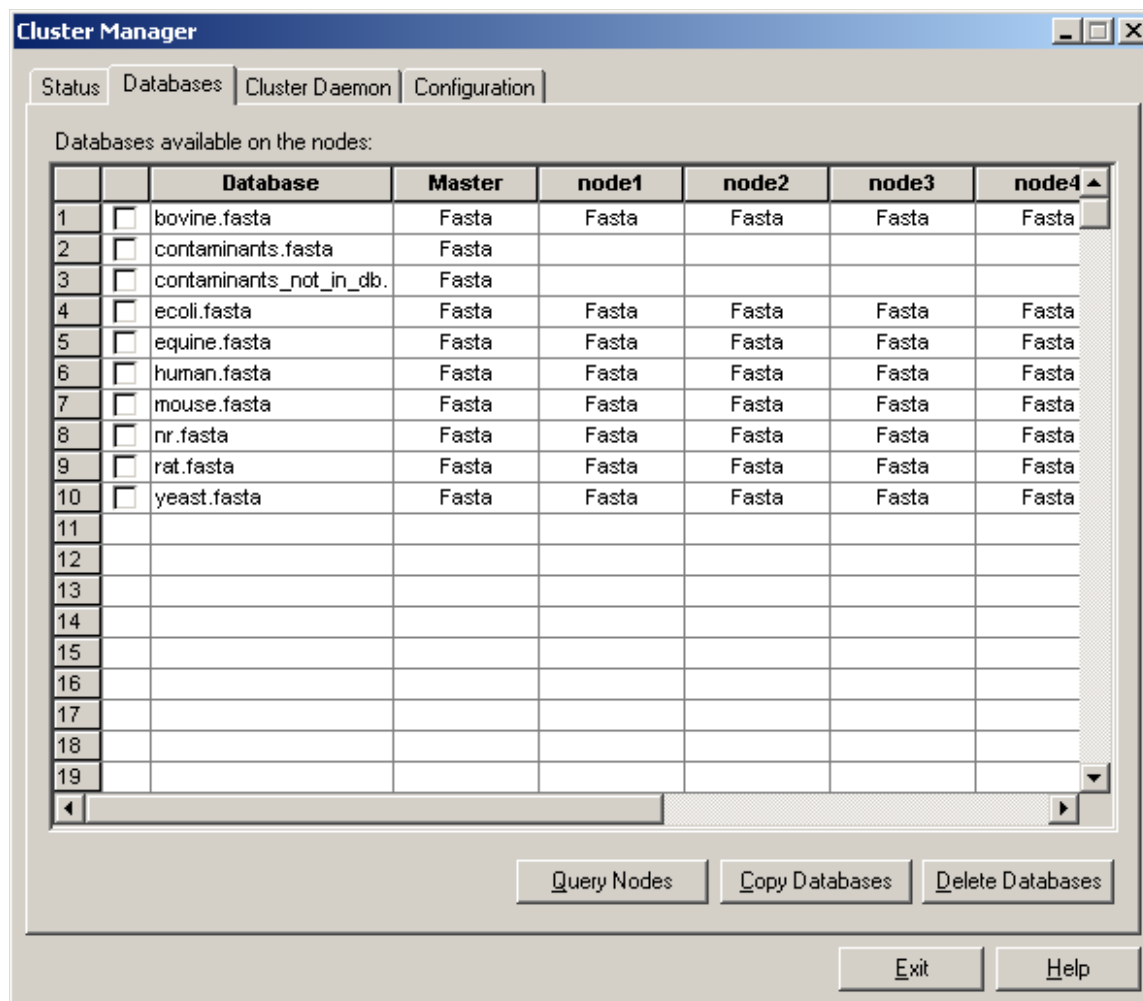 Cluster Manager
Status Databases Cluster Daemon Configuration
Databases available on the nodes:
Database Master node1 node2 node3 node4
1 bovine.fasta Fasta Fasta Fasta Fasta Fasta
2 contaminants.fasta Fasta
3 contaminants_not_in_db. Fasta
4 ecoli.fasta Fasta Fasta Fasta Fasta Fasta
5 equine.fasta Fasta Fasta Fasta Fasta Fasta
6 human.fasta Fasta Fasta Fasta Fasta Fasta
7 mouse.fasta Fasta Fasta Fasta Fasta Fasta
8 nr.fasta Fasta Fasta Fasta Fasta Fasta
9 rat.fasta Fasta Fasta Fasta Fasta Fasta
10 yeast.fasta Fasta Fasta Fasta Fasta Fasta
11
12
13
14
15
16
17
18
19
Query Nodes Copy Databases Delete Databases
Exit Help